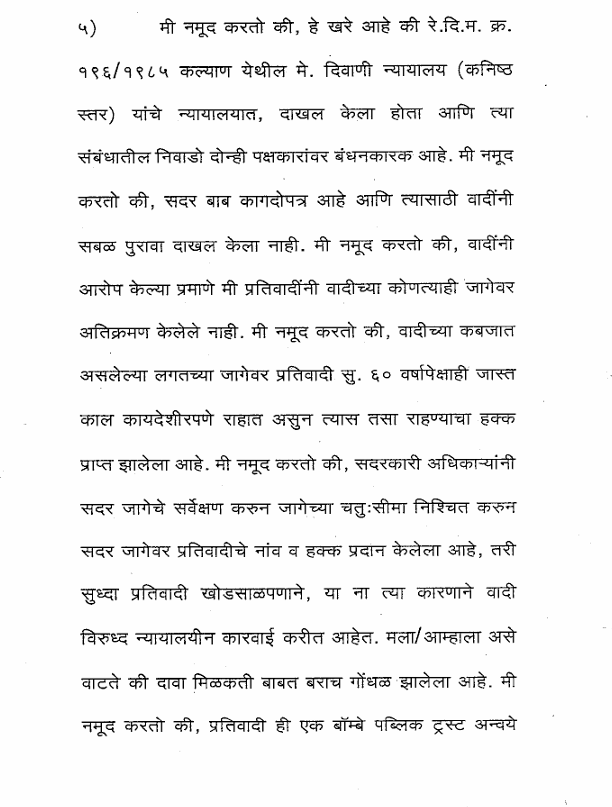 ५) मी नमूद करतो की, हे खरे आहे की रे.दि.म. क्र.
१९६/१९८५ कल्याण येथील मे. दिवाणी न्यायालय (कनिष्ठ
स्तर) यांचे न्यायालयात, दाखल केला होता आणि त्या
संबंधातील निवाडो दोन्ही पक्षकारांवर बंधनकारक आहे. मी नमूद
करतो की, सदर बाब कागदोपत्र आहे आणि त्यासाठी वादींनी
सबळ पुरावा दाखल केला नाही. मी नमूद करतो की, वादींनी
आरोप केल्या प्रमाणे मी प्रतिवादींनी वादीच्या कोणत्याही जागेवर
अतिक्रमण केलेले नाही. मी नमूद करतो की, वादीच्या कबजात
असलेल्या लगतच्या जागेवर प्रतिवादी सु. ६० वर्षापेक्षाही जास्त
काल कायदेशीरपणे राहात असुन त्यास तसा राहण्याचा हक्क
प्राप्त झालेला आहे. मी नमूद करतो की, सदरकारी अधिकाऱ्यांनी
सदर जागेचे सर्वेक्षण करुन जागेच्या चतुःसीमा निश्चित करुन
सदर जागेवर प्रतिवादीचे नांव व हक्क प्रदान केलेला आहे, तरी
सुध्दा प्रतिवादी खोडसाळपणाने, या ना त्या कारणाने वादी
विरुध्द न्यायालयीन कारवाई करीत आहेत. मला/आम्हाला असे
वाटते की दावा मिळकती बाबत बराच गोंधळ झालेला आहे. मी
नमूद करतो की, प्रतिवादी ही एक बॉम्बे पब्लिक ट्रस्ट अन्वये